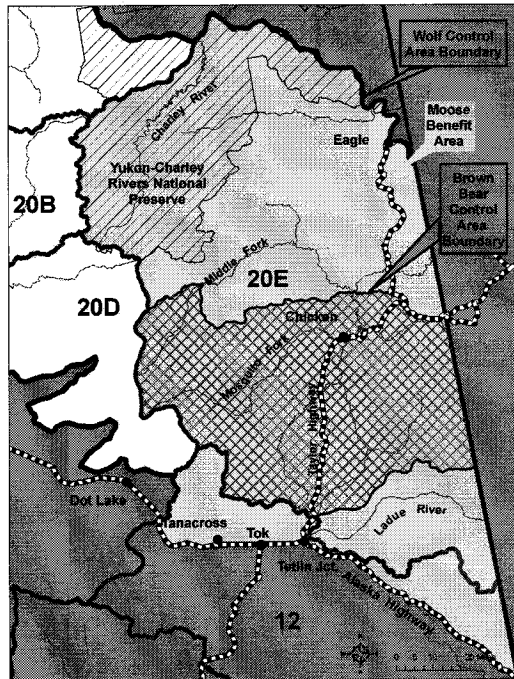 Wolf Control
Area Boundary
Moose
Benefit
Area
Charley River
Eagle
Yukon-Charley
Rivers National
Preserve
Brown
Bear
Control
Area
Boundary
20B
Middle Fork
20E
20D
Chicken
Mosquito Fork
Taylor Highway
Dot Lake
Tanacross
Tok
Ladue River
Tetlin Jct.
Alaska Highway
12